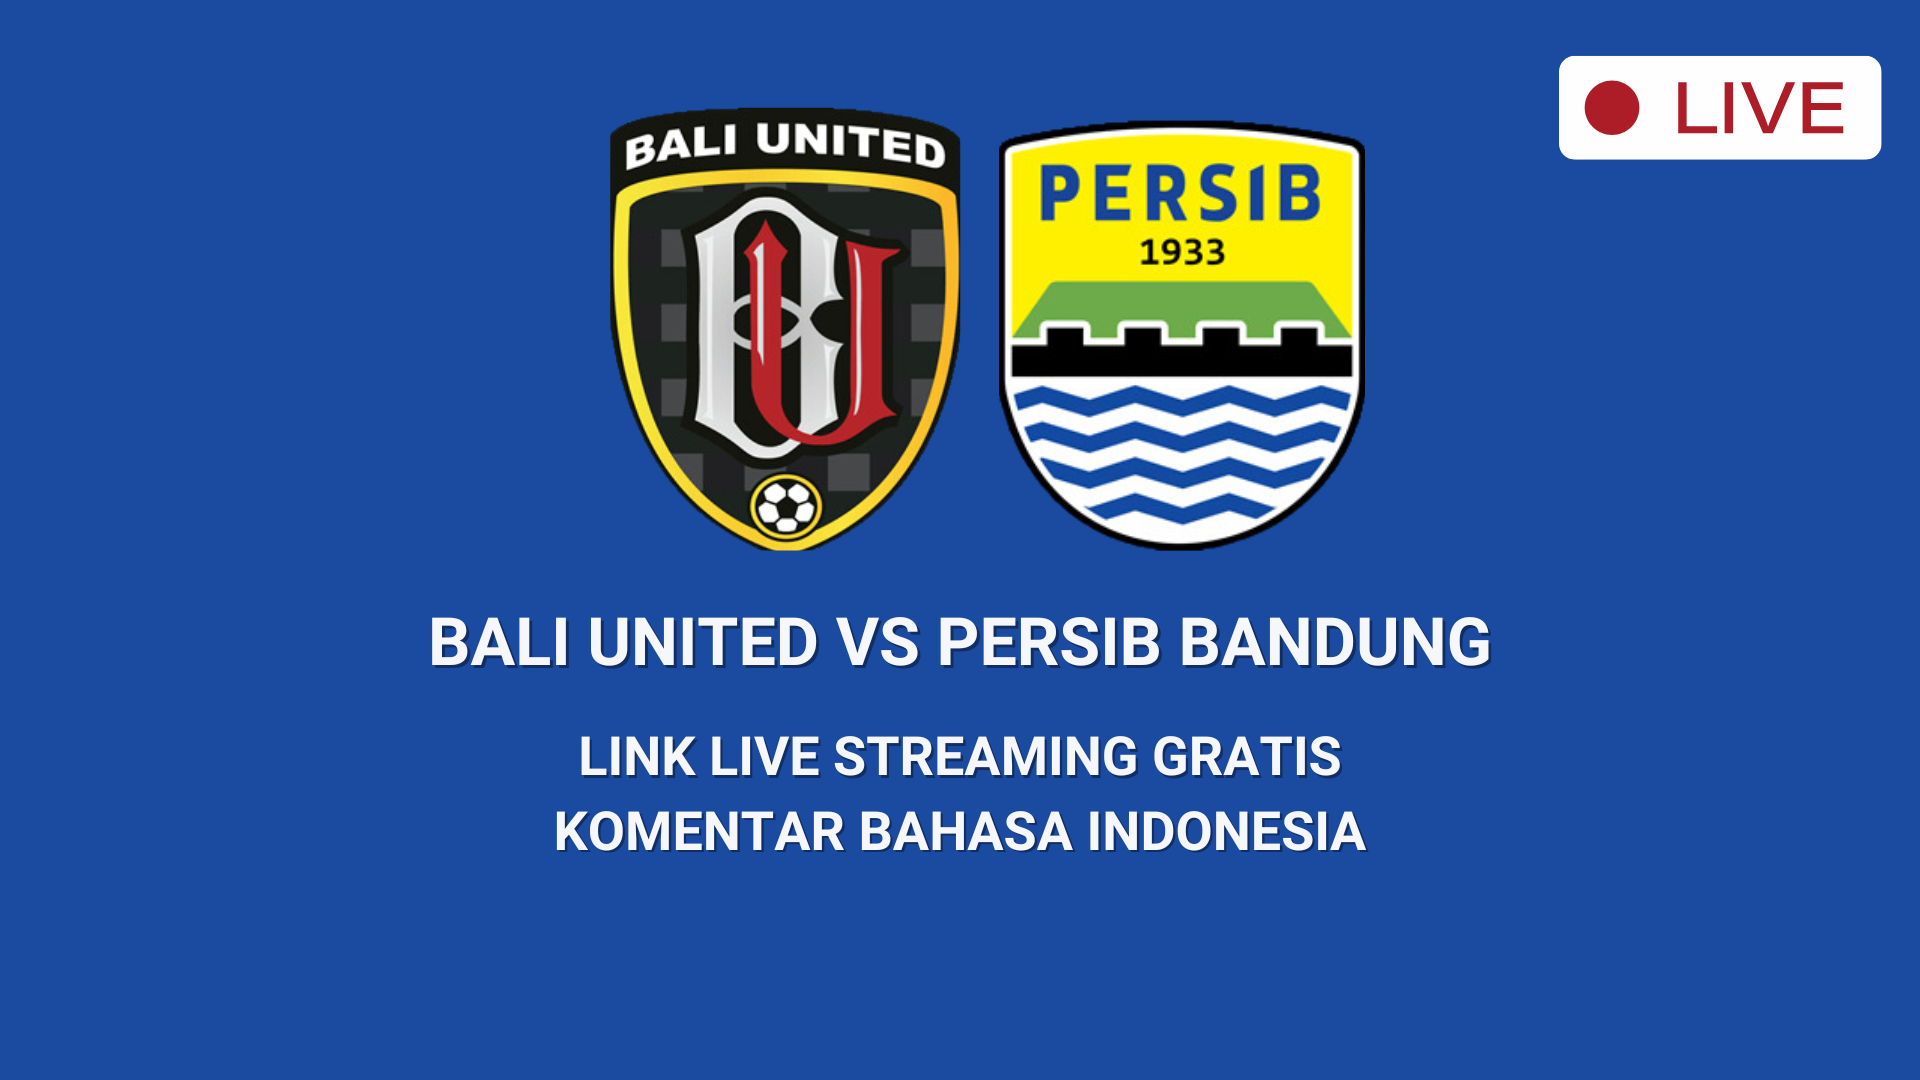 LIVE
BALI UNITED
PERSIB
1933
BALI UNITED VS PERSIB BANDUNG
LINK LIVE STREAMING GRATIS
KOMENTAR BAHASA INDONESIA